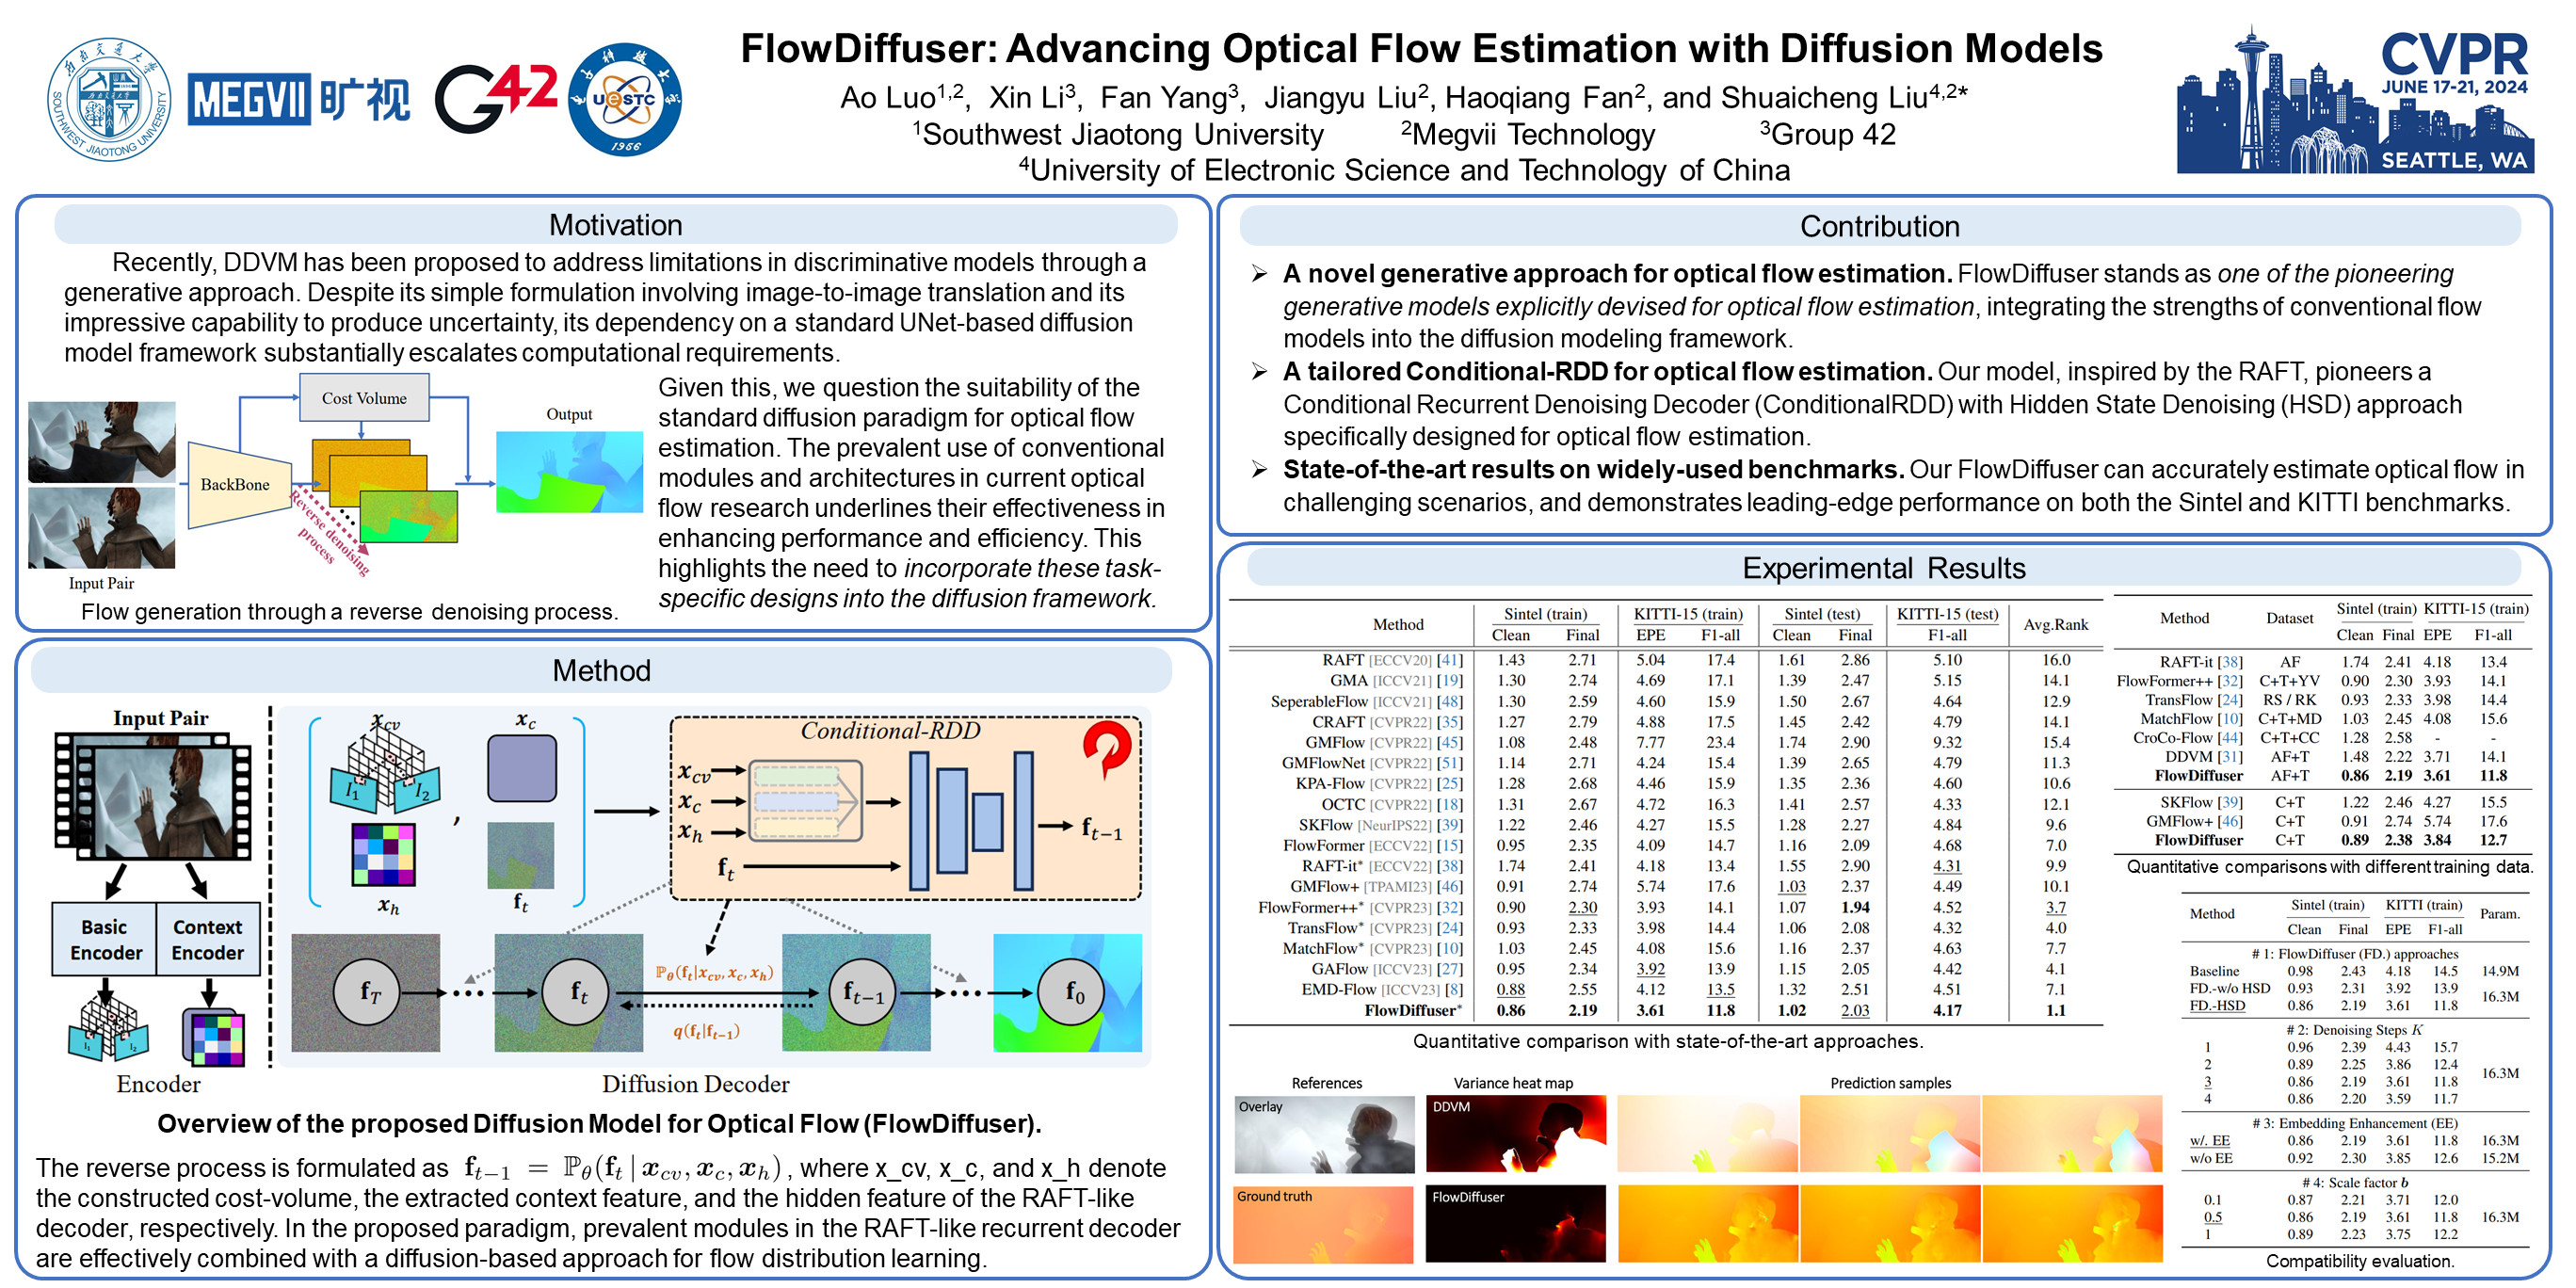 FlowDiffuser: Advancing Optical Flow Estimation with Diffusion Models
Ao Luo1,2, Xin Li3, Fan Yang3, Jiangyu Liu2, Haoqiang Fan2, and Shuaicheng Liu4,2*
1Southwest Jiaotong University 2Megvii Technology 3Group 42
4University of Electronic Science and Technology of China
SOUTHWEST JIAOTONG UNIVERSITY
MEGVII 旷视
G42
UESTC
1956
CVPR
JUNE 17-21, 2024
SEATTLE, WA
Motivation
Recently, DDVM has been proposed to address limitations in discriminative models through a
generative approach. Despite its simple formulation involving image-to-image translation and its
impressive capability to produce uncertainty, its dependency on a standard UNet-based diffusion
model framework substantially escalates computational requirements.
Cost Volume
Output
BackBone
Reverse denoising
process
Input Pair
Flow generation through a reverse denoising process.
Given this, we question the suitability of the
standard diffusion paradigm for optical flow
estimation. The prevalent use of conventional
modules and architectures in current optical
flow research underlines their effectiveness in
enhancing performance and efficiency. This
highlights the need to incorporate these task-
specific designs into the diffusion framework.
Method
Input Pair
Basic Encoder
Context Encoder
Encoder
x_cv
x_c
I1 I2
,
x_h
f_t
Conditional-RDD
x_cv
x_c
x_h
f_t
f_{t−1}
f_T ••• f_t f_{t−1} ••• f_0
ℙ_θ(f_t|x_cv, x_c, x_h)
q(f_t|f_{t−1})
Diffusion Decoder
Overview of the proposed Diffusion Model for Optical Flow (FlowDiffuser).
The reverse process is formulated as f_{t−1} = ℙ_θ(f_t | x_cv, x_c, x_h), where x_cv, x_c, and x_h denote
the constructed cost-volume, the extracted context feature, and the hidden feature of the RAFT-like
decoder, respectively. In the proposed paradigm, prevalent modules in the RAFT-like recurrent decoder
are effectively combined with a diffusion-based approach for flow distribution learning.
Contribution
➢ A novel generative approach for optical flow estimation. FlowDiffuser stands as one of the pioneering
generative models explicitly devised for optical flow estimation, integrating the strengths of conventional flow
models into the diffusion modeling framework.
➢ A tailored Conditional-RDD for optical flow estimation. Our model, inspired by the RAFT, pioneers a
Conditional Recurrent Denoising Decoder (ConditionalRDD) with Hidden State Denoising (HSD) approach
specifically designed for optical flow estimation.
➢ State-of-the-art results on widely-used benchmarks. Our FlowDiffuser can accurately estimate optical flow in
challenging scenarios, and demonstrates leading-edge performance on both the Sintel and KITTI benchmarks.
Experimental Results
Method Sintel (train) KITTI-15 (train) Sintel (test) KITTI-15 (test) Avg.Rank
Clean Final EPE F1-all Clean Final F1-all
RAFT [ECCV20] [41] 1.43 2.71 5.04 17.4 1.61 2.86 5.10 16.0
GMA [ICCV21] [19] 1.30 2.74 4.69 17.1 1.39 2.47 5.15 14.1
SeperableFlow [ICCV21] [48] 1.30 2.59 4.60 15.9 1.50 2.67 4.64 12.9
CRAFT [CVPR22] [35] 1.27 2.79 4.88 17.5 1.45 2.42 4.79 14.1
GMFlow [CVPR22] [45] 1.08 2.48 7.77 23.4 1.74 2.90 9.32 15.4
GMFlowNet [CVPR22] [51] 1.14 2.71 4.24 15.4 1.39 2.65 4.79 11.3
KPA-Flow [CVPR22] [25] 1.28 2.68 4.46 15.9 1.35 2.36 4.60 10.6
OCTC [CVPR22] [18] 1.31 2.67 4.72 16.3 1.41 2.57 4.33 12.1
SKFlow [NeurIPS22] [39] 1.22 2.46 4.27 15.5 1.28 2.27 4.84 9.6
FlowFormer [ECCV22] [15] 0.95 2.35 4.09 14.7 1.16 2.09 4.68 7.0
RAFT-it* [ECCV22] [38] 1.74 2.41 4.18 13.4 1.55 2.90 4.31 9.9
GMFlow+ [TPAMI23] [46] 0.91 2.74 5.74 17.6 1.03 2.37 4.49 10.1
FlowFormer++* [CVPR23] [32] 0.90 2.30 3.93 14.1 1.07 1.94 4.52 3.7
TransFlow* [CVPR23] [24] 0.93 2.33 3.98 14.4 1.06 2.08 4.32 4.0
MatchFlow* [CVPR23] [10] 1.03 2.45 4.08 15.6 1.16 2.37 4.63 7.7
GAFlow [ICCV23] [27] 0.95 2.34 3.92 13.9 1.15 2.05 4.42 4.1
EMD-Flow [ICCV23] [8] 0.88 2.55 4.12 13.5 1.32 2.51 4.51 7.1
FlowDiffuser* 0.86 2.19 3.61 11.8 1.02 2.03 4.17 1.1
Quantitative comparison with state-of-the-art approaches.
Method Dataset Sintel (train) KITTI-15 (train)
Clean Final EPE F1-all
RAFT-it [38] AF 1.74 2.41 4.18 13.4
FlowFormer++ [32] C+T+YV 0.90 2.30 3.93 14.1
TransFlow [24] RS / RK 0.93 2.33 3.98 14.4
MatchFlow [10] C+T+MD 1.03 2.45 4.08 15.6
CroCo-Flow [44] C+T+CC 1.28 2.58 - -
DDVM [31] AF+T 1.48 2.22 3.71 14.1
FlowDiffuser AF+T 0.86 2.19 3.61 11.8
SKFlow [39] C+T 1.22 2.46 4.27 15.5
GMFlow+ [46] C+T 0.91 2.74 5.74 17.6
FlowDiffuser C+T 0.89 2.38 3.84 12.7
Quantitative comparisons with different training data.
Method Sintel (train) KITTI (train) Param.
Clean Final EPE F1-all
# 1: FlowDiffuser (FD.) approaches
Baseline 0.98 2.43 4.18 14.5 14.9M
FD.-w/o HSD 0.93 2.31 3.92 13.9 16.3M
FD.-HSD 0.86 2.19 3.61 11.8
# 2: Denoising Steps K
1 0.96 2.39 4.43 15.7
2 0.89 2.25 3.86 12.4 16.3M
3 0.86 2.19 3.61 11.8
4 0.86 2.20 3.59 11.7
# 3: Embedding Enhancement (EE)
w/. EE 0.86 2.19 3.61 11.8 16.3M
w/o EE 0.92 2.30 3.85 12.6 15.2M
# 4: Scale factor b
0.1 0.87 2.21 3.71 12.0
0.5 0.86 2.19 3.61 11.8 16.3M
1 0.89 2.23 3.75 12.2
Compatibility evaluation.
References Variance heat map Prediction samples
Overlay DDVM
Ground truth FlowDiffuser